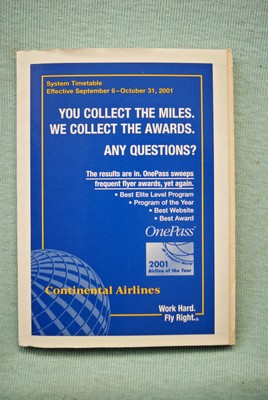 System Timetable
Effective September 6–October 31, 2001
YOU COLLECT THE MILES.
WE COLLECT THE AWARDS.
ANY QUESTIONS?
The results are in. OnePass sweeps
frequent flyer awards, yet again.
• Best Elite Level Program
• Program of the Year
• Best Website
• Best Award
OnePass®
2001
Airline of the Year
Continental Airlines
Work Hard.
Fly Right.®